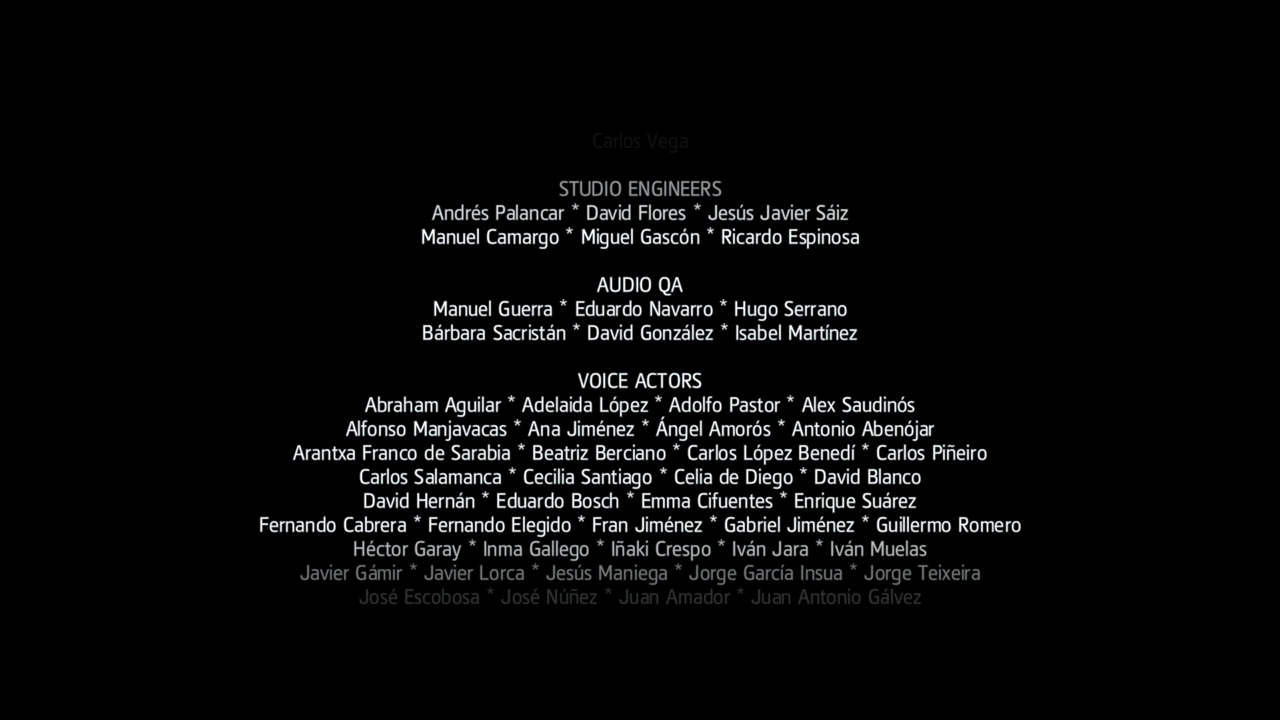 Carlos Vega
STUDIO ENGINEERS
Andrés Palancar * David Flores * Jesús Javier Sáiz
Manuel Camargo * Miguel Gascón * Ricardo Espinosa
AUDIO QA
Manuel Guerra * Eduardo Navarro * Hugo Serrano
Bárbara Sacristán * David González * Isabel Martínez
VOICE ACTORS
Abraham Aguilar * Adelaida López * Adolfo Pastor * Alex Saudinós
Alfonso Manjavacas * Ana Jiménez * Ángel Amorós * Antonio Abenójar
Arantxa Franco de Sarabia * Beatriz Berciano * Carlos López Benedí * Carlos Piñeiro
Carlos Salamanca * Cecilia Santiago * Celia de Diego * David Blanco
David Hernán * Eduardo Bosch * Emma Cifuentes * Enrique Suárez
Fernando Cabrera * Fernando Elegido * Fran Jiménez * Gabriel Jiménez * Guillermo Romero
Héctor Garay * Inma Gallego * Iñaki Crespo * Iván Jara * Iván Muelas
Javier Gámir * Javier Lorca * Jesús Maniega * Jorge García Insua * Jorge Teixeira
José Escobosa * José Núñez * Juan Amador * Juan Antonio Gálvez